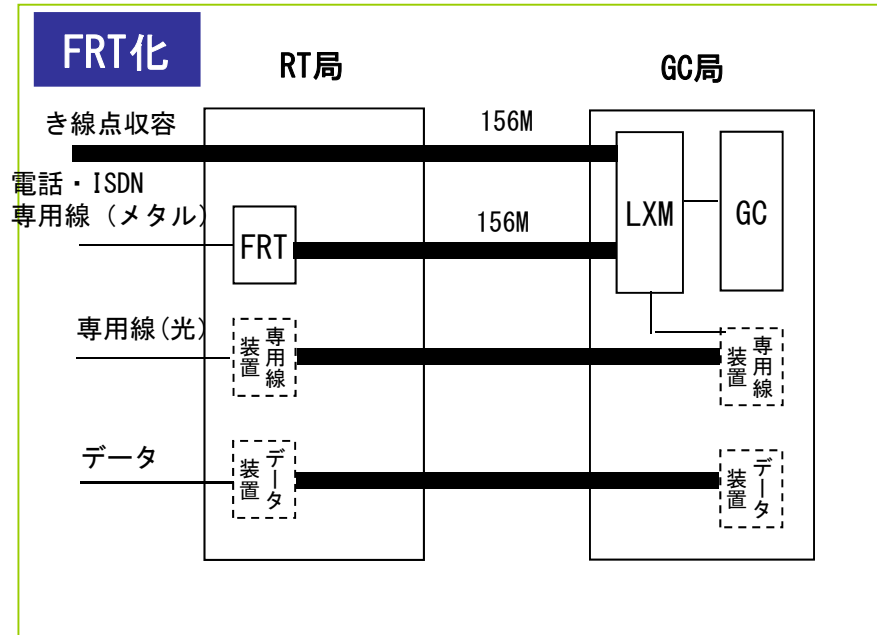 FRT化
RT局
GC局
き線点収容
156M
電話・ISDN
専用線（メタル）
156M
FRT
LXM
GC
専用線(光)
専用線装置
専用線装置
データ
データ装置
データ装置